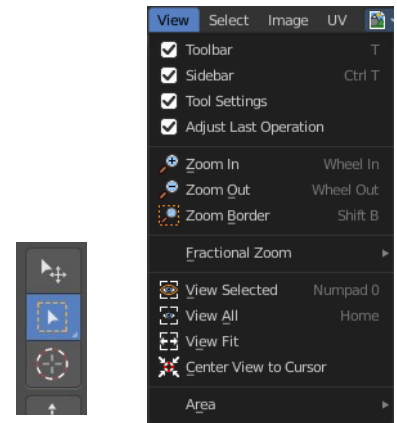 View Select Image UV
Toolbar T
Sidebar Ctrl T
Tool Settings
Adjust Last Operation
Zoom In Wheel In
Zoom Out Wheel Out
Zoom Border Shift B
Fractional Zoom
View Selected Numpad 0
View All Home
View Fit
Center View to Cursor
Area